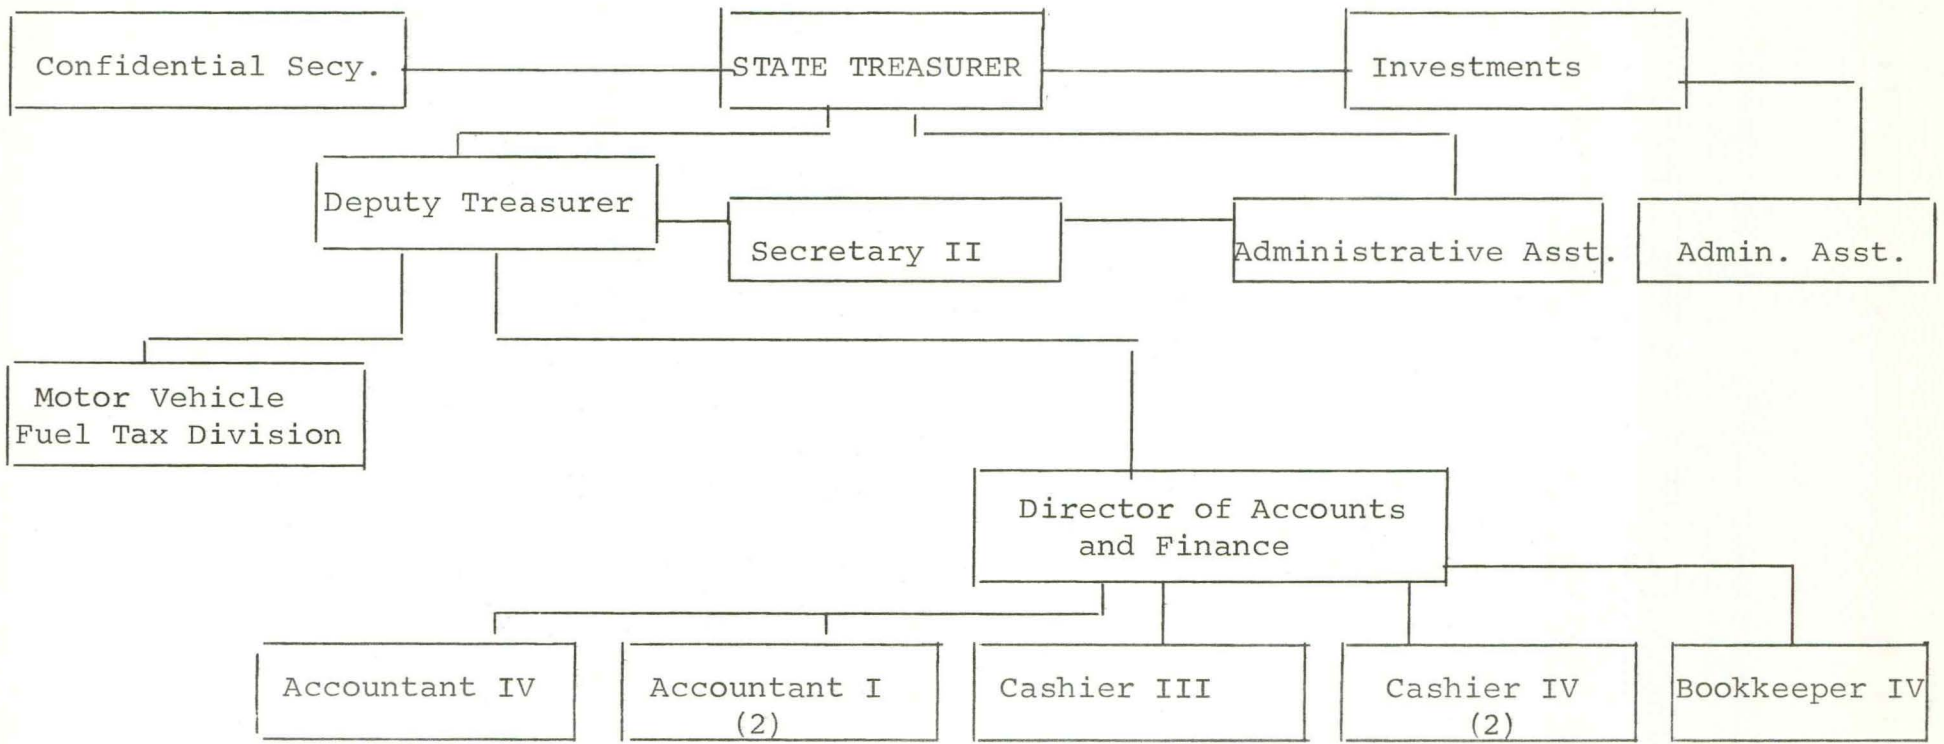 Confidential Secy.
STATE TREASURER
Investments
Deputy Treasurer
Secretary II
Administrative Asst.
Admin. Asst.
Motor Vehicle
Fuel Tax Division
Director of Accounts
and Finance
Accountant IV
Accountant I
(2)
Cashier III
Cashier IV
(2)
Bookkeeper IV